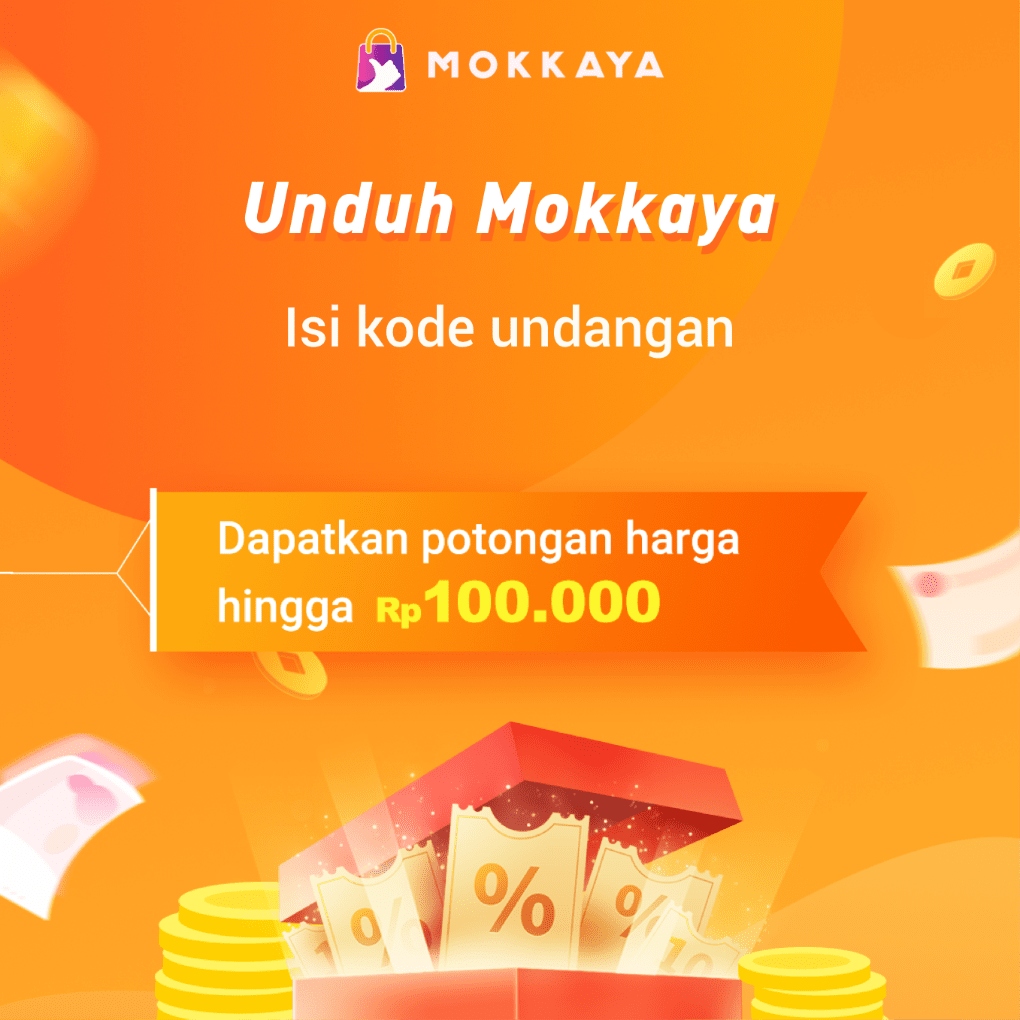 MOKKAYA
Unduh Mokkaya
Isi kode undangan
Dapatkan potongan harga
hingga Rp100.000
%
%
%